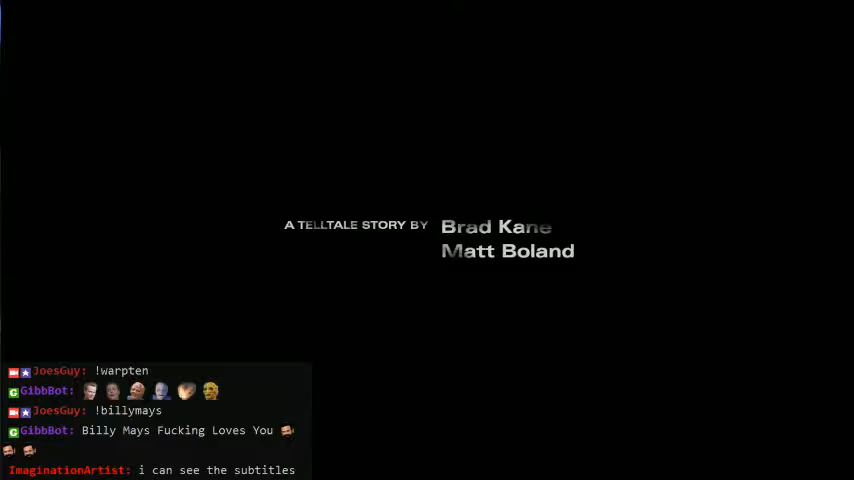 A TELLTALE STORY BY Brad Kane
Matt Boland
JoesGuy: !warpten
GibbBot:
JoesGuy: !billymays
GibbBot: Billy Mays Fucking Loves You
ImaginationArtist: i can see the subtitles